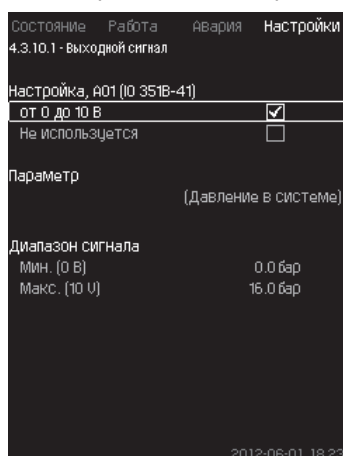 Состояние Работа Авария Настройки
4.3.10.1 - Выходной сигнал
Настройка, AO1 (IO 351B-41)
от 0 до 10 В
Не используется
Параметр
(Давление в системе)
Диапазон сигнала
Мин. (0 В) 0.0 бар
Макс. (10 V) 16.0 бар
2012-06-01 18:23